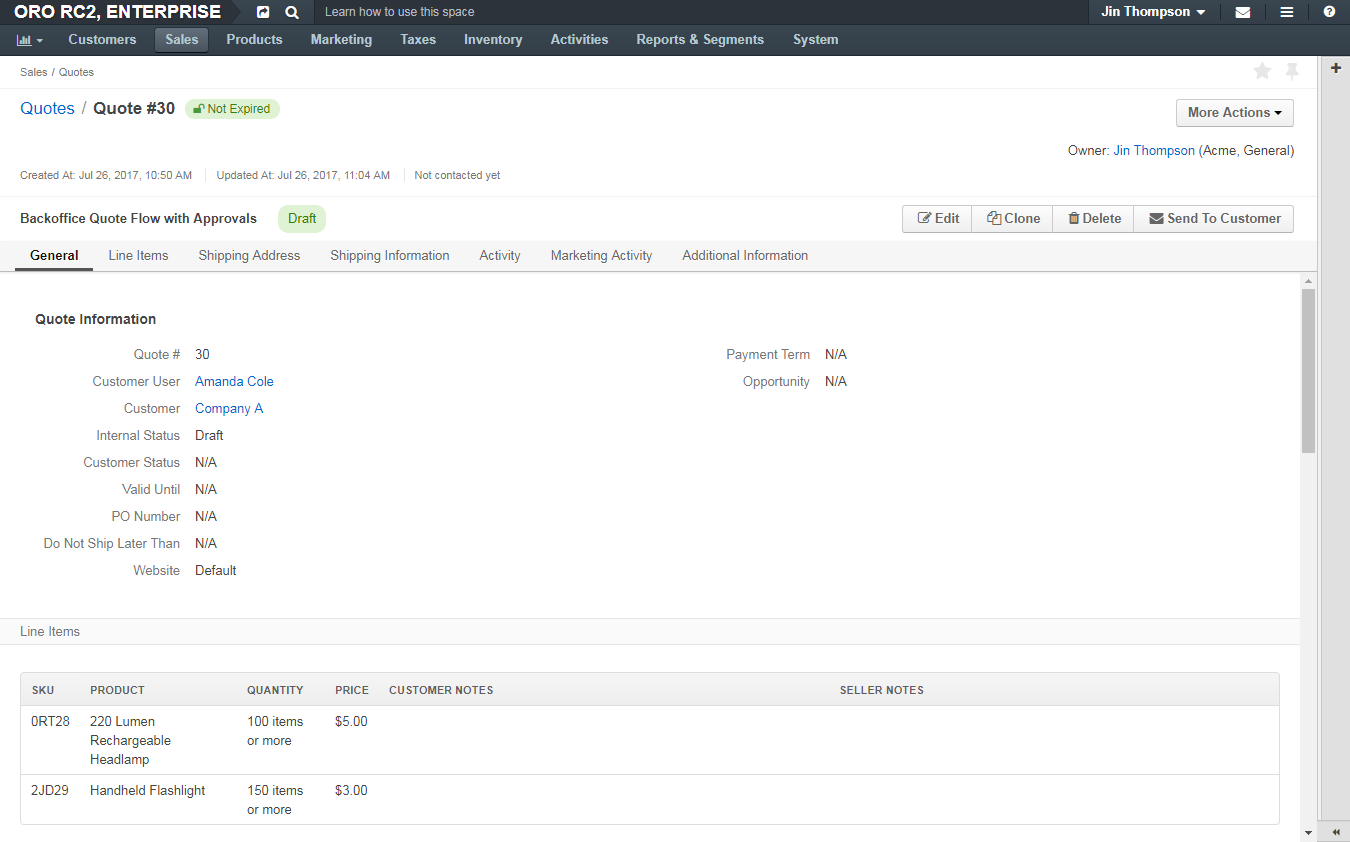 ORO RC2, ENTERPRISE
Learn how to use this space
Jin Thompson
Customers
Sales
Products
Marketing
Taxes
Inventory
Activities
Reports & Segments
System
Sales / Quotes
Quotes / Quote #30
Not Expired
More Actions
Owner: Jin Thompson (Acme, General)
Created At: Jul 26, 2017, 10:50 AM
Updated At: Jul 26, 2017, 11:04 AM
Not contacted yet
Backoffice Quote Flow with Approvals
Draft
Edit
Clone
Delete
Send To Customer
General
Line Items
Shipping Address
Shipping Information
Activity
Marketing Activity
Additional Information
Quote Information
Quote # 30
Customer User Amanda Cole
Customer Company A
Internal Status Draft
Customer Status N/A
Valid Until N/A
PO Number N/A
Do Not Ship Later Than N/A
Website Default
Payment Term N/A
Opportunity N/A
Line Items
SKU PRODUCT QUANTITY PRICE CUSTOMER NOTES SELLER NOTES
0RT28 220 Lumen 100 items $5.00
Rechargeable or more
Headlamp
2JD29 Handheld Flashlight 150 items $3.00
or more